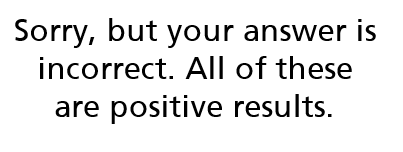 Sorry, but your answer is
incorrect. All of these
are positive results.